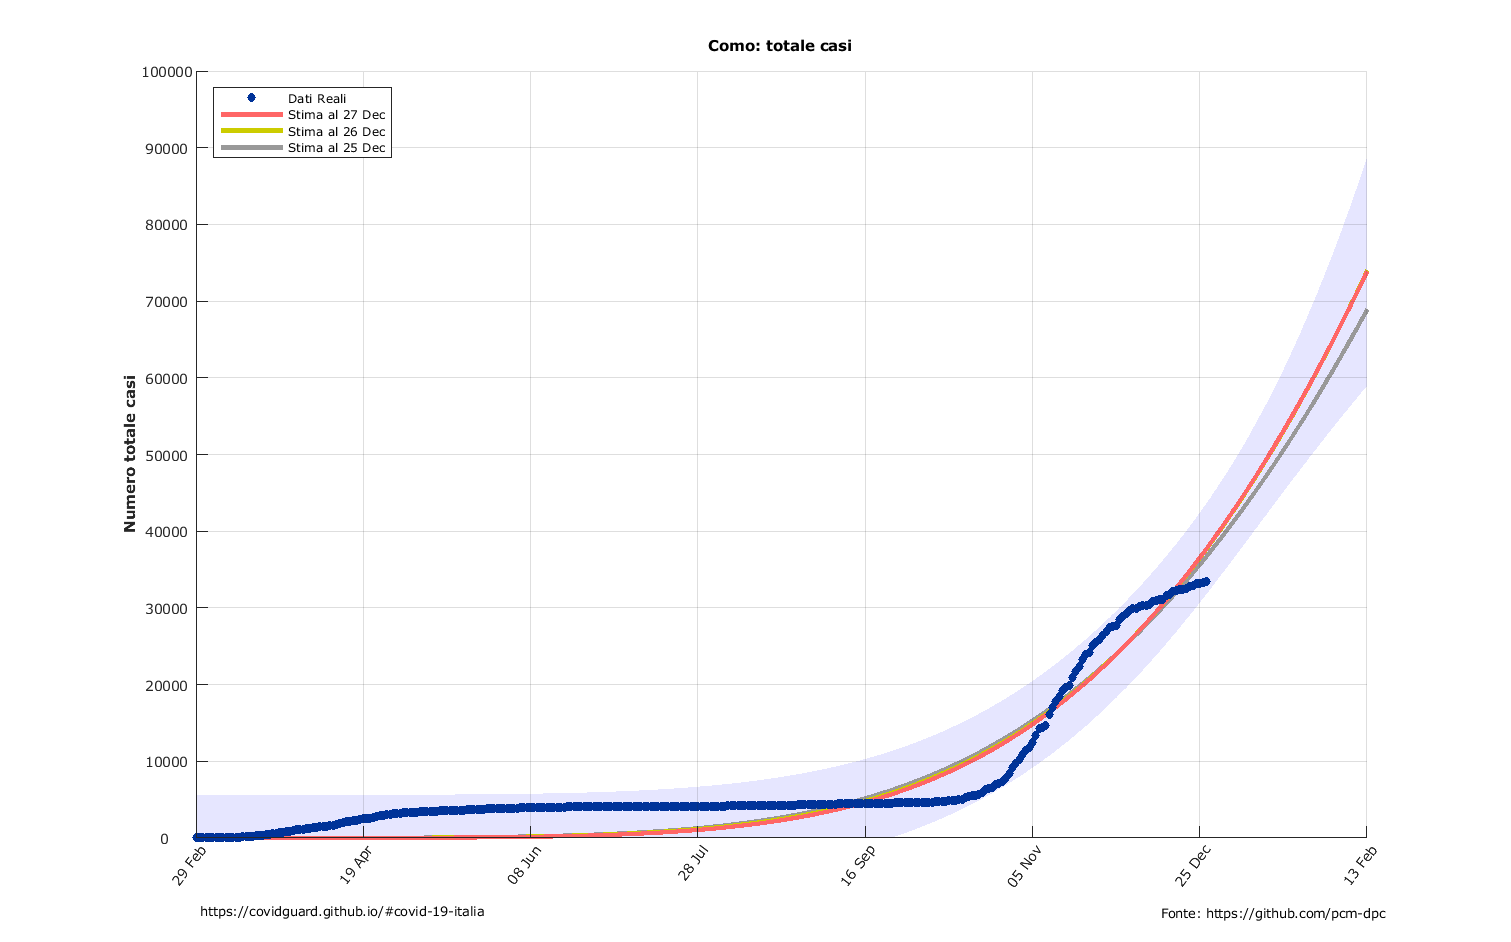 Como: totale casi
100000
90000
80000
70000
60000
50000
40000
30000
20000
10000
0
Numero totale casi
Dati Reali
Stima al 27 Dec
Stima al 26 Dec
Stima al 25 Dec
29 Feb
19 Apr
08 Jun
28 Jul
16 Sep
05 Nov
25 Dec
13 Feb
https://covidguard.github.io/#covid-19-italia
Fonte: https://github.com/pcm-dpc